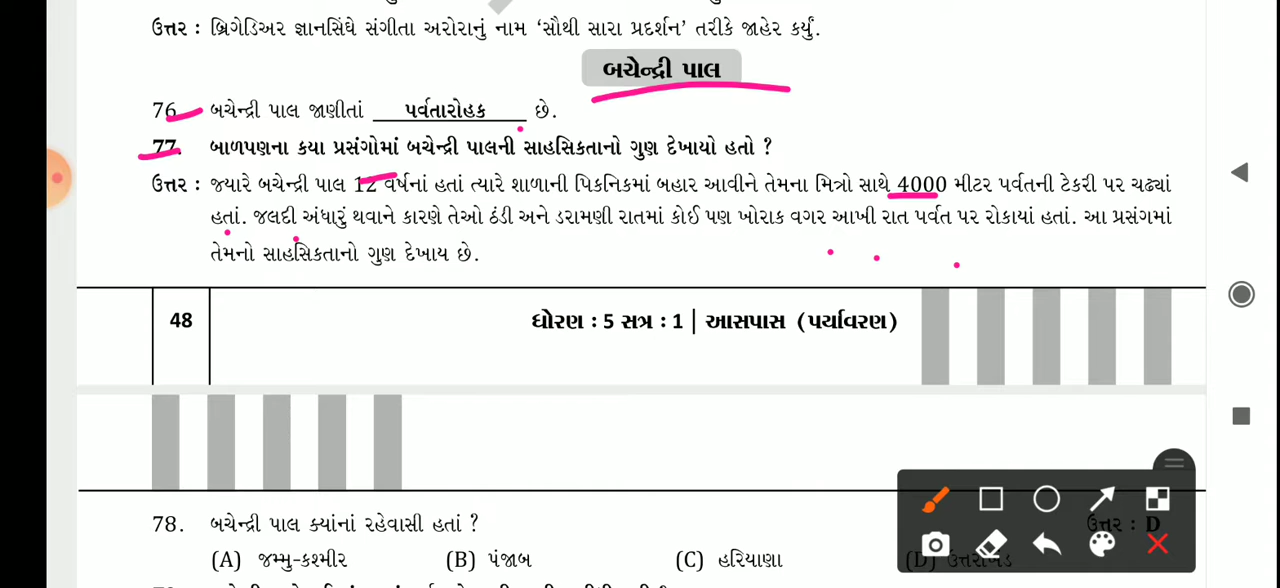 ઉત્તર : બ્રિગેડિઅર જ્ઞાનસિંઘે સંગીતા અરોરાનું નામ ‘સૌથી સારા પ્રદર્શન’ તરીકે જાહેર કર્યું.
બચેન્દ્રી પાલ
76. બચેન્દ્રી પાલ જાણીતાં પર્વતારોહક છે.
77. બાળપણના કયા પ્રસંગોમાં બચેન્દ્રી પાલની સાહસિકતાનો ગુણ દેખાયો હતો ?
ઉત્તર : જ્યારે બચેન્દ્રી પાલ 12 વર્ષનાં હતાં ત્યારે શાળાની પિકનિકમાં બહાર આવીને તેમના મિત્રો સાથે 4000 મીટર પર્વતની ટેકરી પર ચઢ્યાં
હતાં. જલદી અંધારું થવાને કારણે તેઓ ઠંડી અને ડરામણી રાતમાં કોઈ પણ ખોરાક વગર આખી રાત પર્વત પર રોકાયાં હતાં. આ પ્રસંગમાં
તેમનો સાહસિકતાનો ગુણ દેખાય છે.
48 ધોરણ : 5 સત્ર : 1 | આસપાસ (પર્યાવરણ)
78. બચેન્દ્રી પાલ ક્યાંનાં રહેવાસી હતાં ? ઉત્તર : D
(A) જમ્મુ-કશ્મીર (B) પંજાબ (C) હરિયાણા (D) ઉત્તરાખંડ